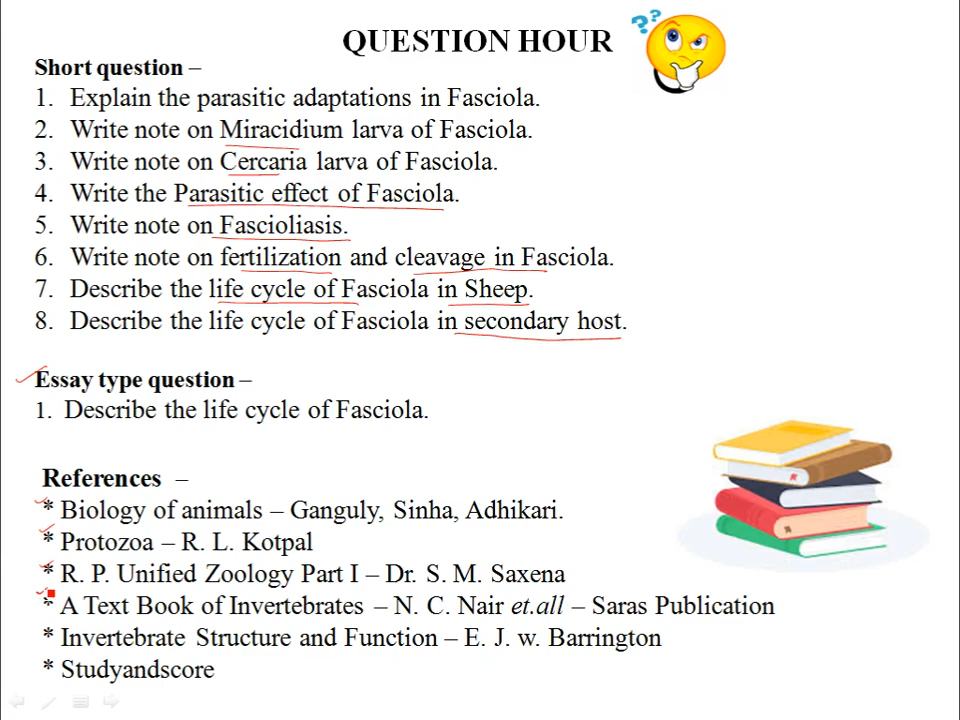 QUESTION HOUR
Short question –
1. Explain the parasitic adaptations in Fasciola.
2. Write note on Miracidium larva of Fasciola.
3. Write note on Cercaria larva of Fasciola.
4. Write the Parasitic effect of Fasciola.
5. Write note on Fascioliasis.
6. Write note on fertilization and cleavage in Fasciola.
7. Describe the life cycle of Fasciola in Sheep.
8. Describe the life cycle of Fasciola in secondary host.
Essay type question –
1. Describe the life cycle of Fasciola.
References –
* Biology of animals – Ganguly, Sinha, Adhikari.
* Protozoa – R. L. Kotpal
* R. P. Unified Zoology Part I – Dr. S. M. Saxena
* A Text Book of Invertebrates – N. C. Nair et.all – Saras Publication
* Invertebrate Structure and Function – E. J. w. Barrington
* Studyandscore